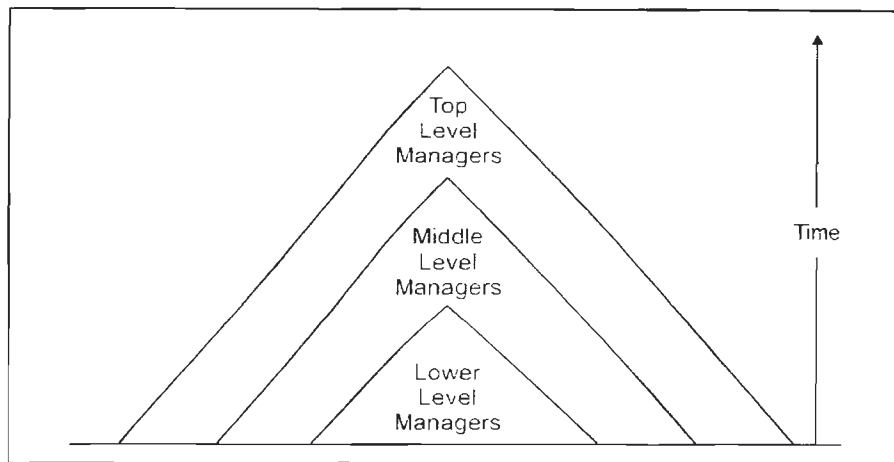 Top
Level
Managers
Middle
Level
Managers
Lower
Level
Managers
Time